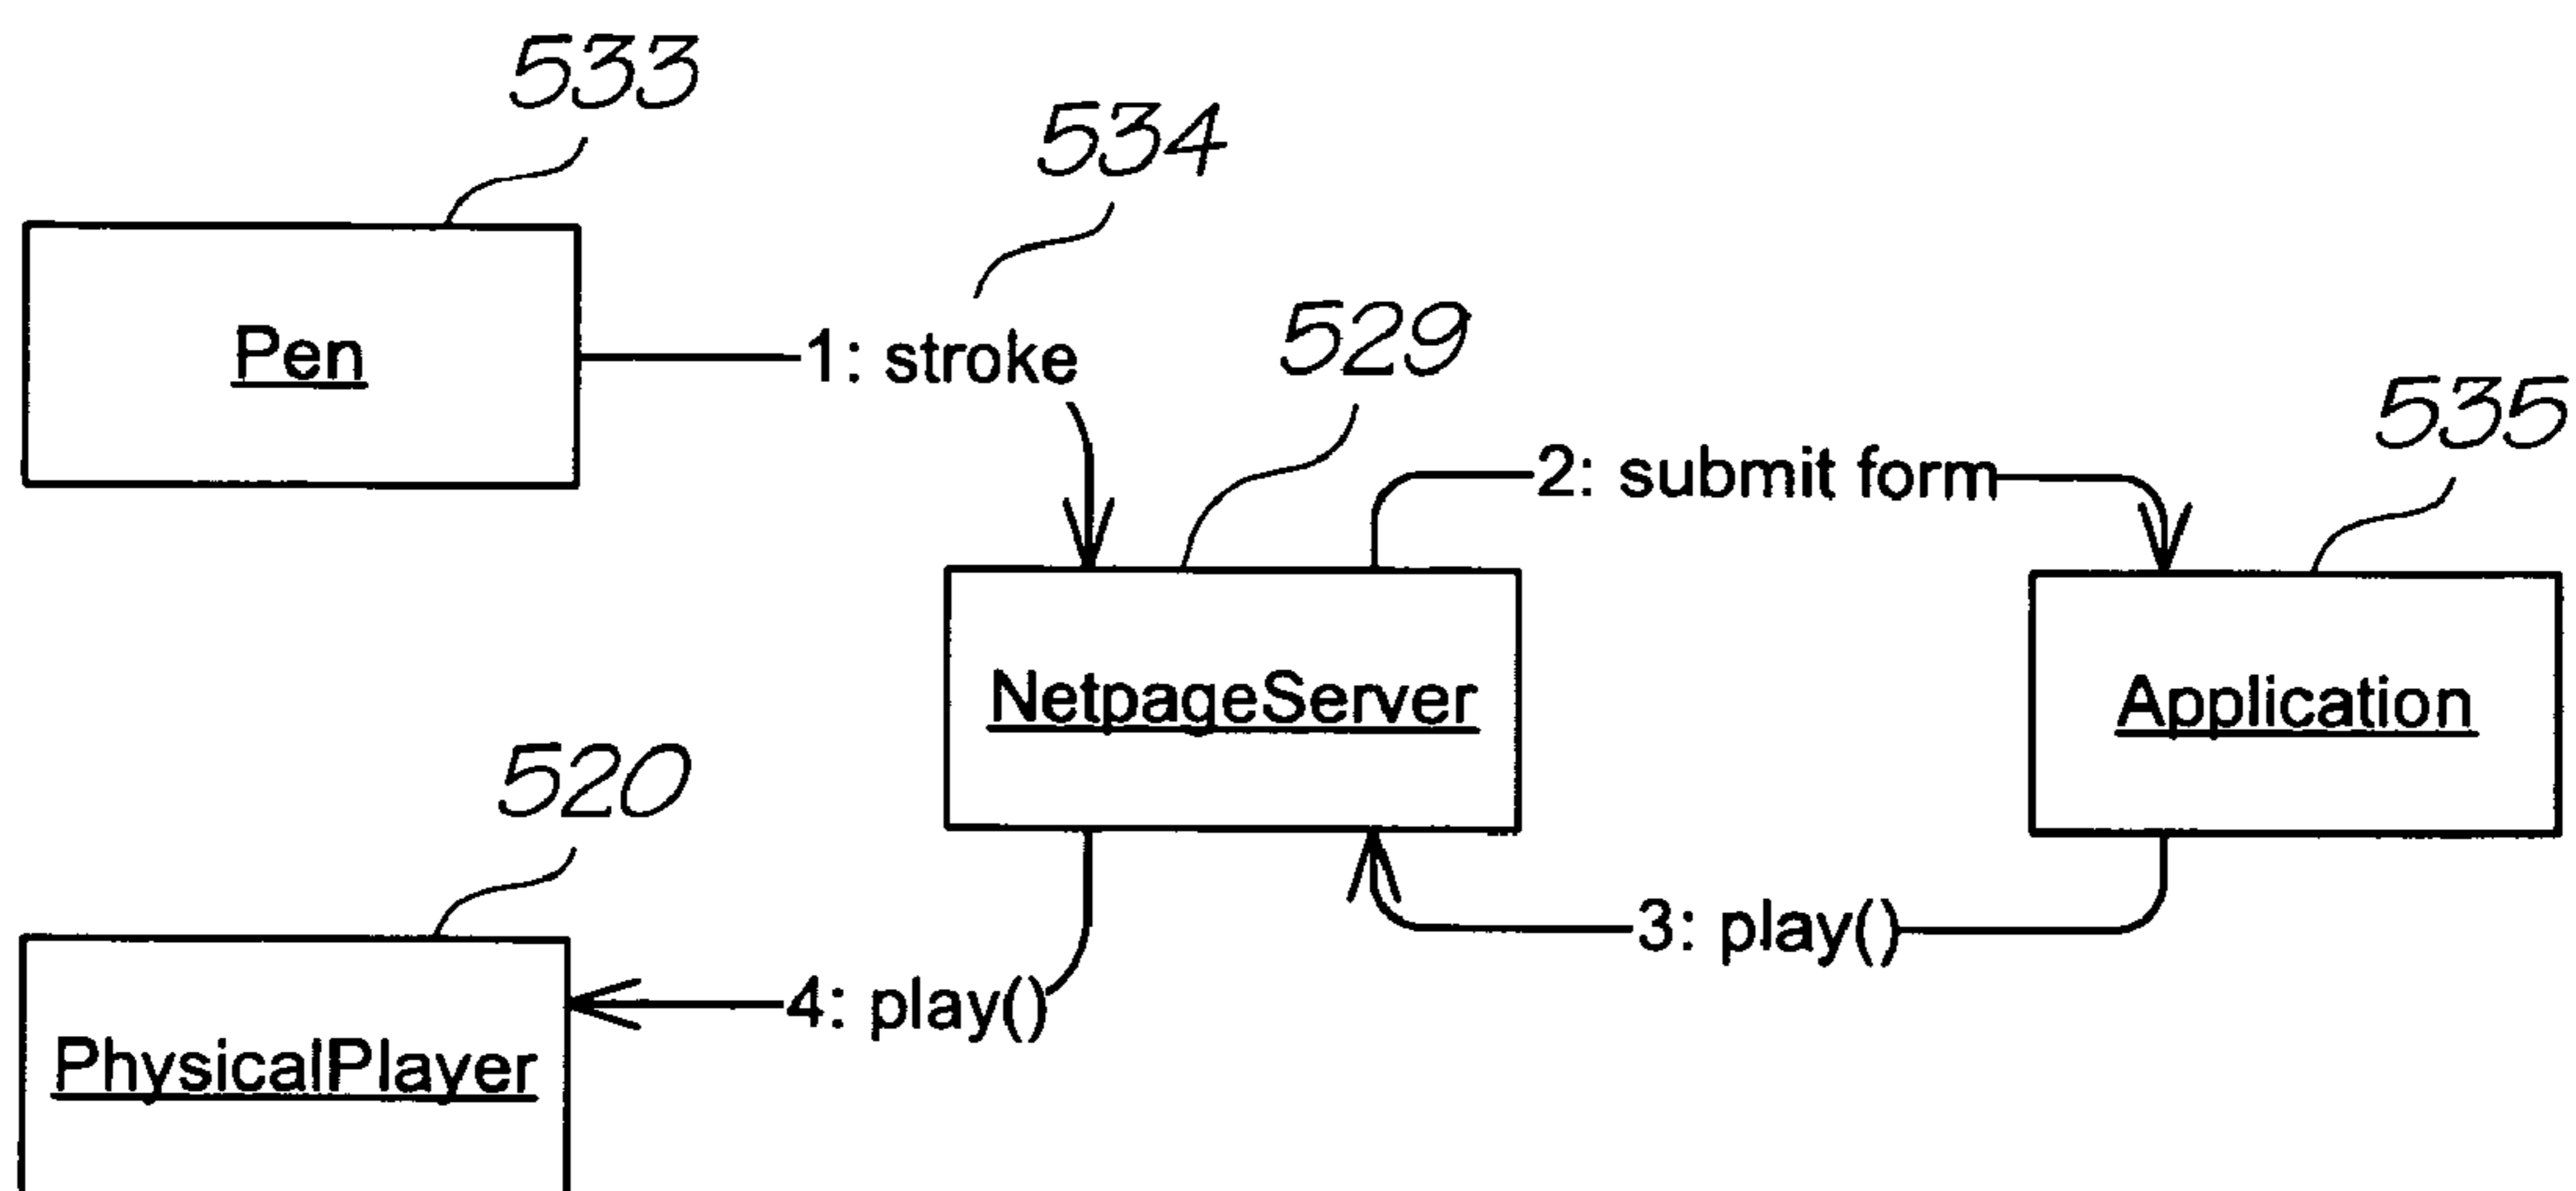 533
534
Pen
1: stroke
529
535
2: submit form
NetpageServer
Application
520
3: play()
4: play()
PhysicalPlayer